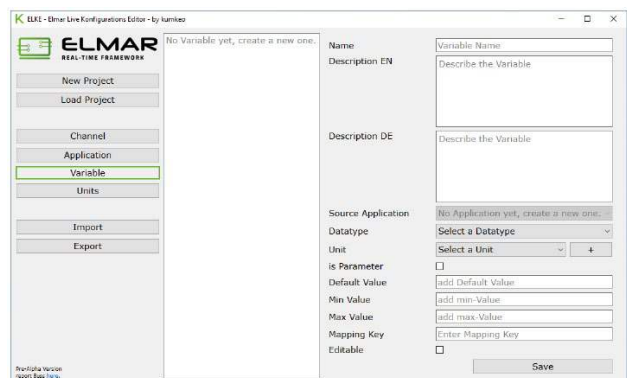 ELKE - Elmar Live Konfigurations Editor - by kumkeo
ELMAR
REAL-TIME FRAMEWORK
New Project
Load Project
Channel
Application
Variable
Units
Import
Export
Pre-Alpha Version
report Bugs here.
No Variable yet, create a new one.
Name
Variable Name
Description EN
Describe the Variable
Description DE
Describe the Variable
Source Application
No Application yet, create a new one.
Datatype
Select a Datatype
Unit
Select a Unit
+
is Parameter
Default Value
add Default Value
Min Value
add min-Value
Max Value
add max-Value
Mapping Key
Enter Mapping Key
Editable
Save